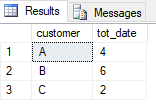 Results Messages
customer tot_date
1 A 4
2 B 6
3 C 2